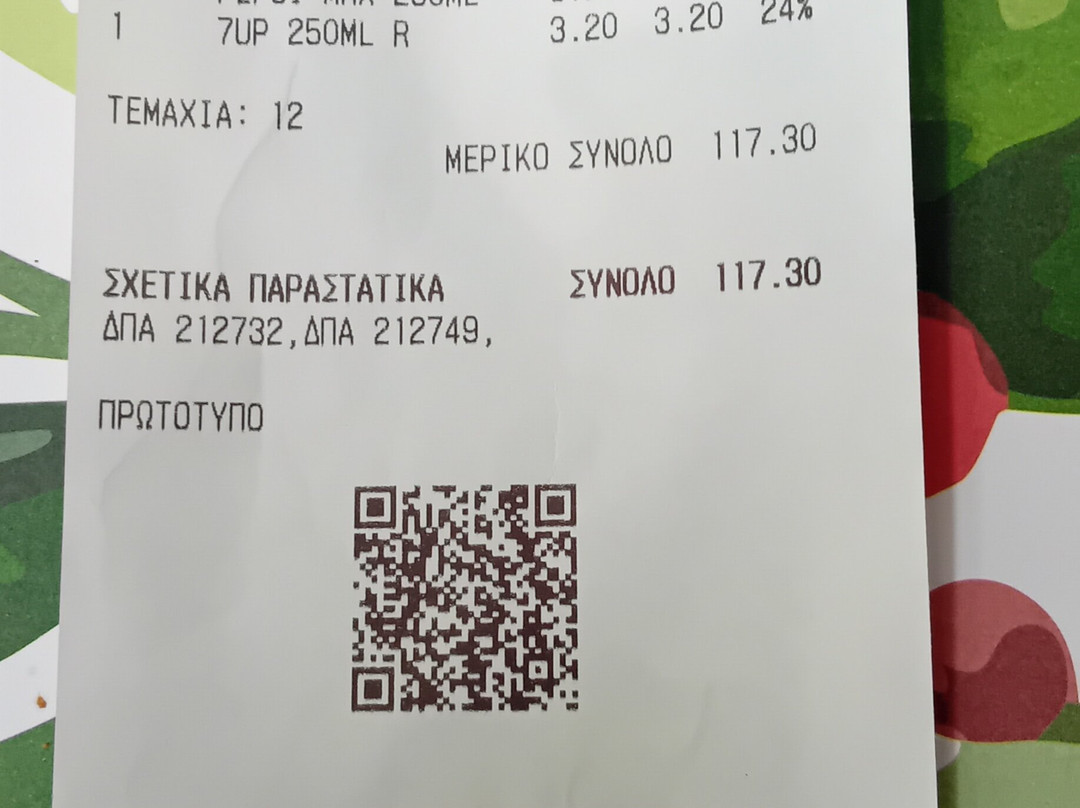 1 7UP 250ML R 3.20 3.20 24%
ΤΕΜΑΧΙΑ: 12
ΜΕΡΙΚΟ ΣΥΝΟΛΟ 117.30
ΣΧΕΤΙΚΑ ΠΑΡΑΣΤΑΤΙΚΑ ΣΥΝΟΛΟ 117.30
ΔΠΑ 212732,ΔΠΑ 212749,
ΠΡΩΤΟΤΥΠΟ